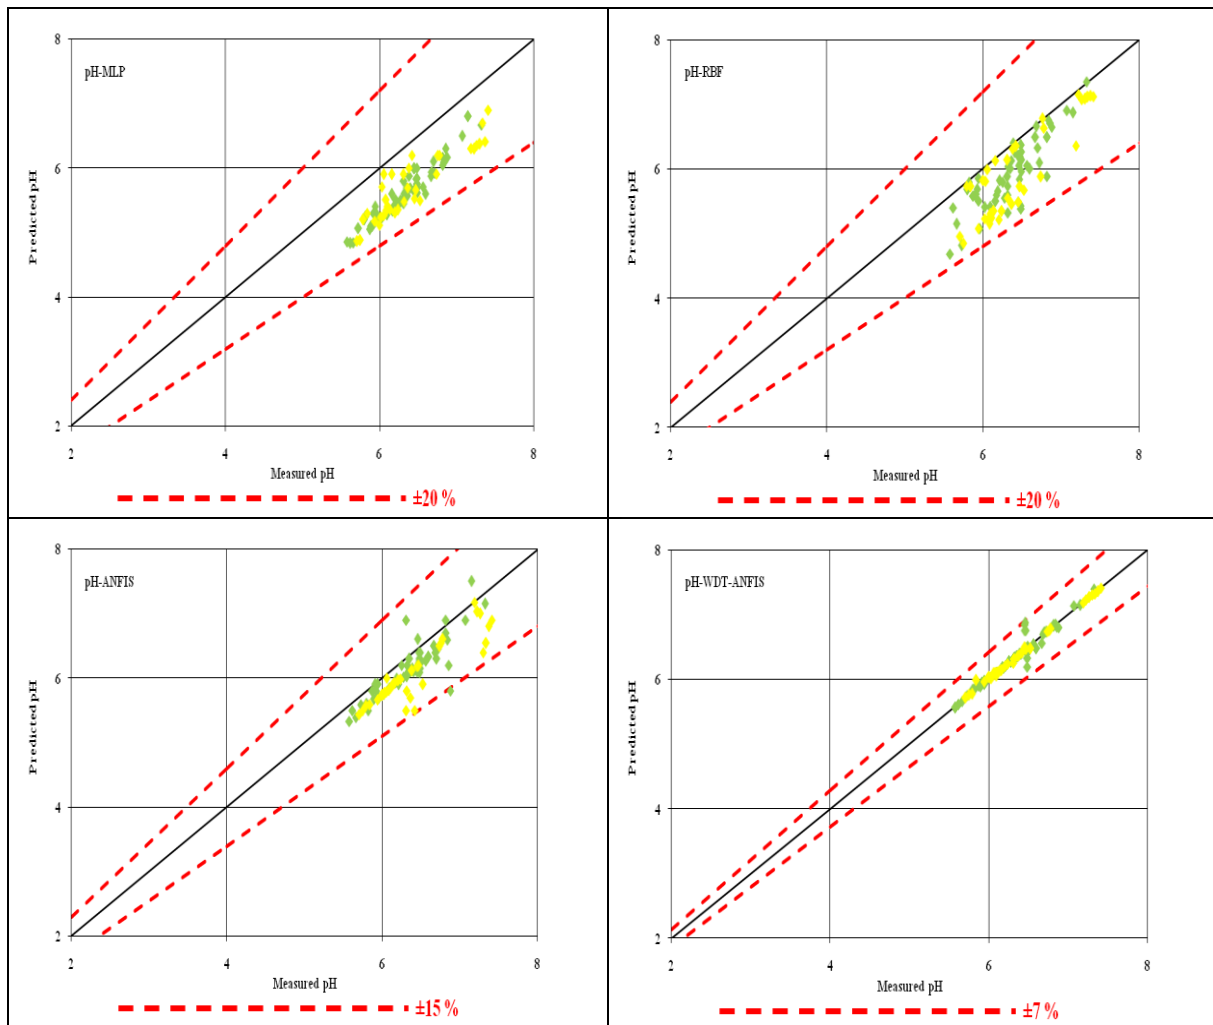 8
pH-MLP
6
Predicted pH
4
2
2 4 6 8
Measured pH
±20 %
8
pH-RBF
6
Predicted pH
4
2
2 4 6 8
Measured pH
±20 %
8
pH-ANFIS
6
Predicted pH
4
2
2 4 6 8
Measured pH
±15 %
8
pH-WDT-ANFIS
6
Predicted pH
4
2
2 4 6 8
Measured pH
±7 %